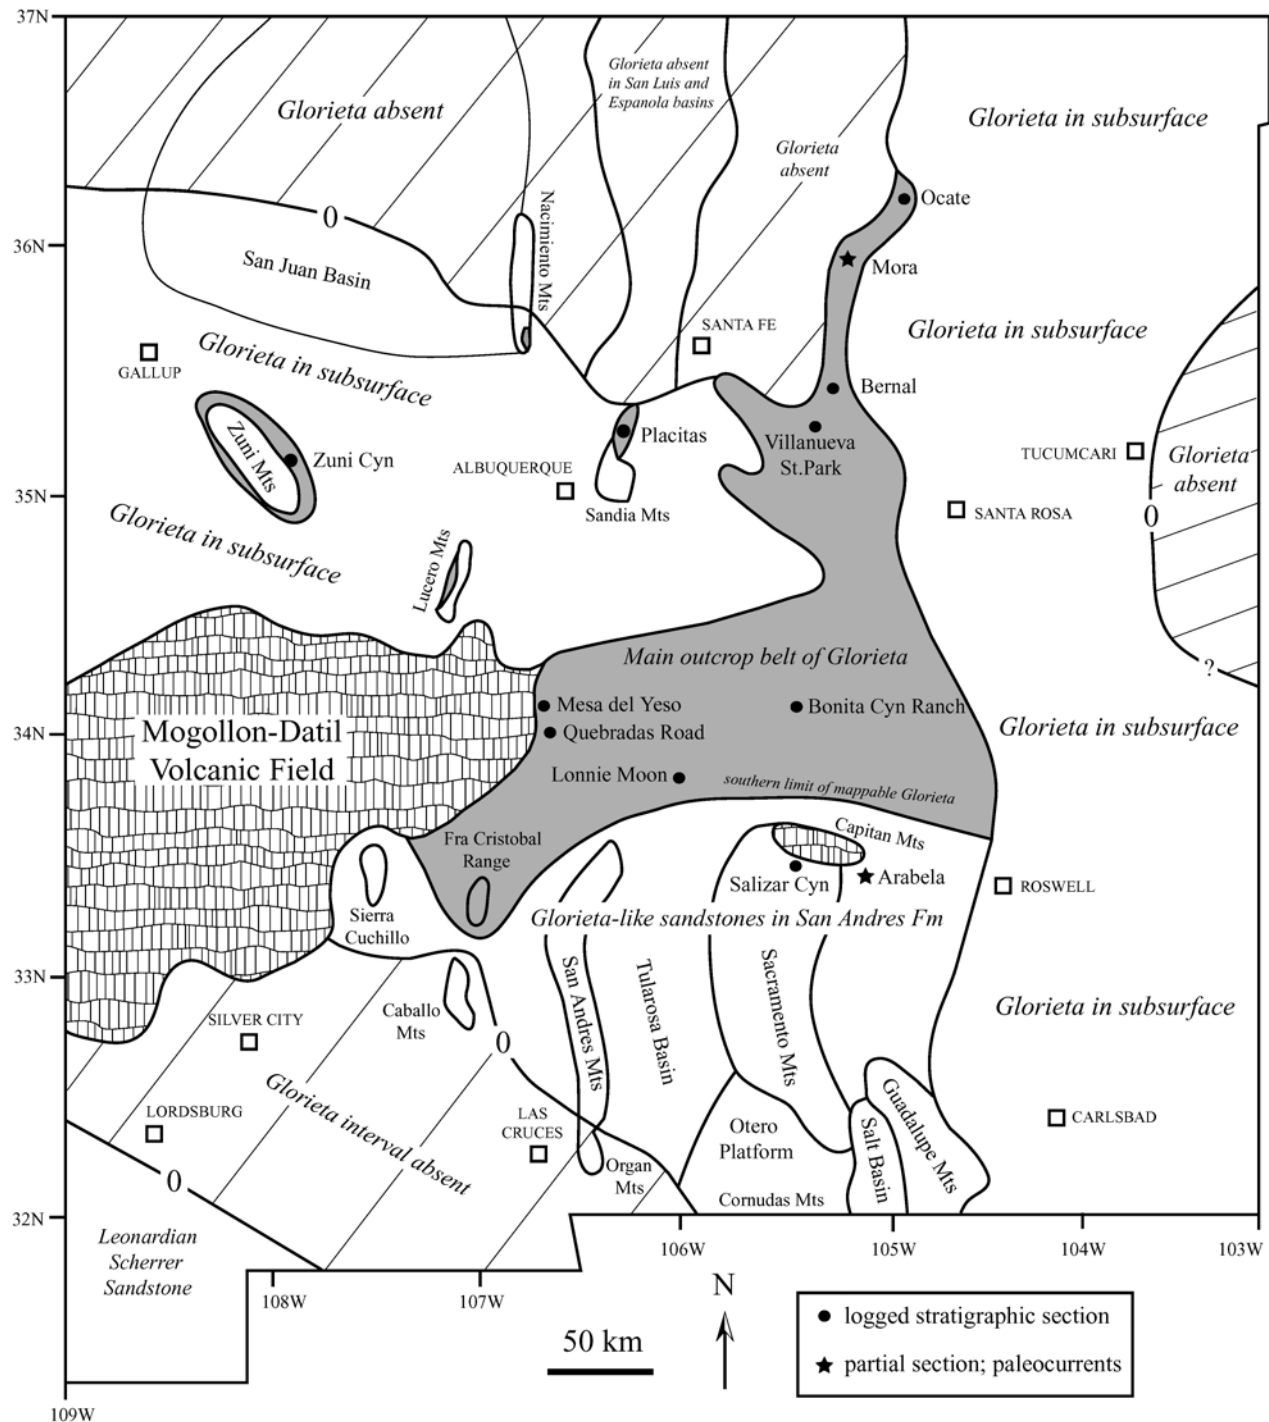 37N
Glorieta absent
in San Luis and
Espanola basins
Glorieta absent
Glorieta in subsurface
Glorieta
absent
Ocate
Nacimiento Mts
0
36N
San Juan Basin
Mora
SANTA FE
Glorieta in subsurface
GALLUP
Glorieta in subsurface
Bernal
Zuni Mts
Zuni Cyn
Placitas
Villanueva
St.Park
ALBUQUERQUE
TUCUMCARI
Glorieta
absent
35N
Sandia Mts
SANTA ROSA
0
Glorieta in subsurface
Lucero Mts
Main outcrop belt of Glorieta
?
Mesa del Yeso
Bonita Cyn Ranch
Mogollon-Datil
Volcanic Field
34N
Quebradas Road
Glorieta in subsurface
Lonnie Moon
southern limit of mappable Glorieta
Fra Cristobal
Range
Capitan Mts
Salizar Cyn
Arabela
ROSWELL
Sierra
Cuchillo
Glorieta-like sandstones in San Andres Fm
33N
San Andres Mts
Tularosa Basin
Sacramento Mts
Glorieta in subsurface
Caballo
Mts
SILVER CITY
0
Glorieta interval absent
LORDSBURG
LAS
CRUCES
Otero
Platform
Salt Basin
Guadalupe Mts
CARLSBAD
Organ
Mts
0
Cornudas Mts
32N
Leonardian
Scherrer
Sandstone
106W
105W
104W
103W
108W
107W
N
50 km
logged stratigraphic section
partial section; paleocurrents
109W